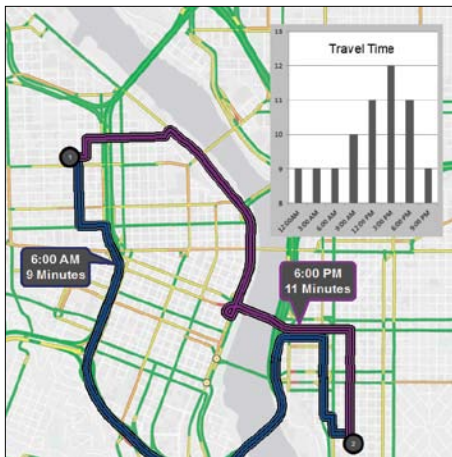 Travel Time
13
12
11
10
9
8
12:00AM
3:00 AM
6:00 AM
9:00 AM
12:00 PM
3:00 PM
6:00 PM
9:00 PM
1
6:00 AM
9 Minutes
6:00 PM
11 Minutes
2